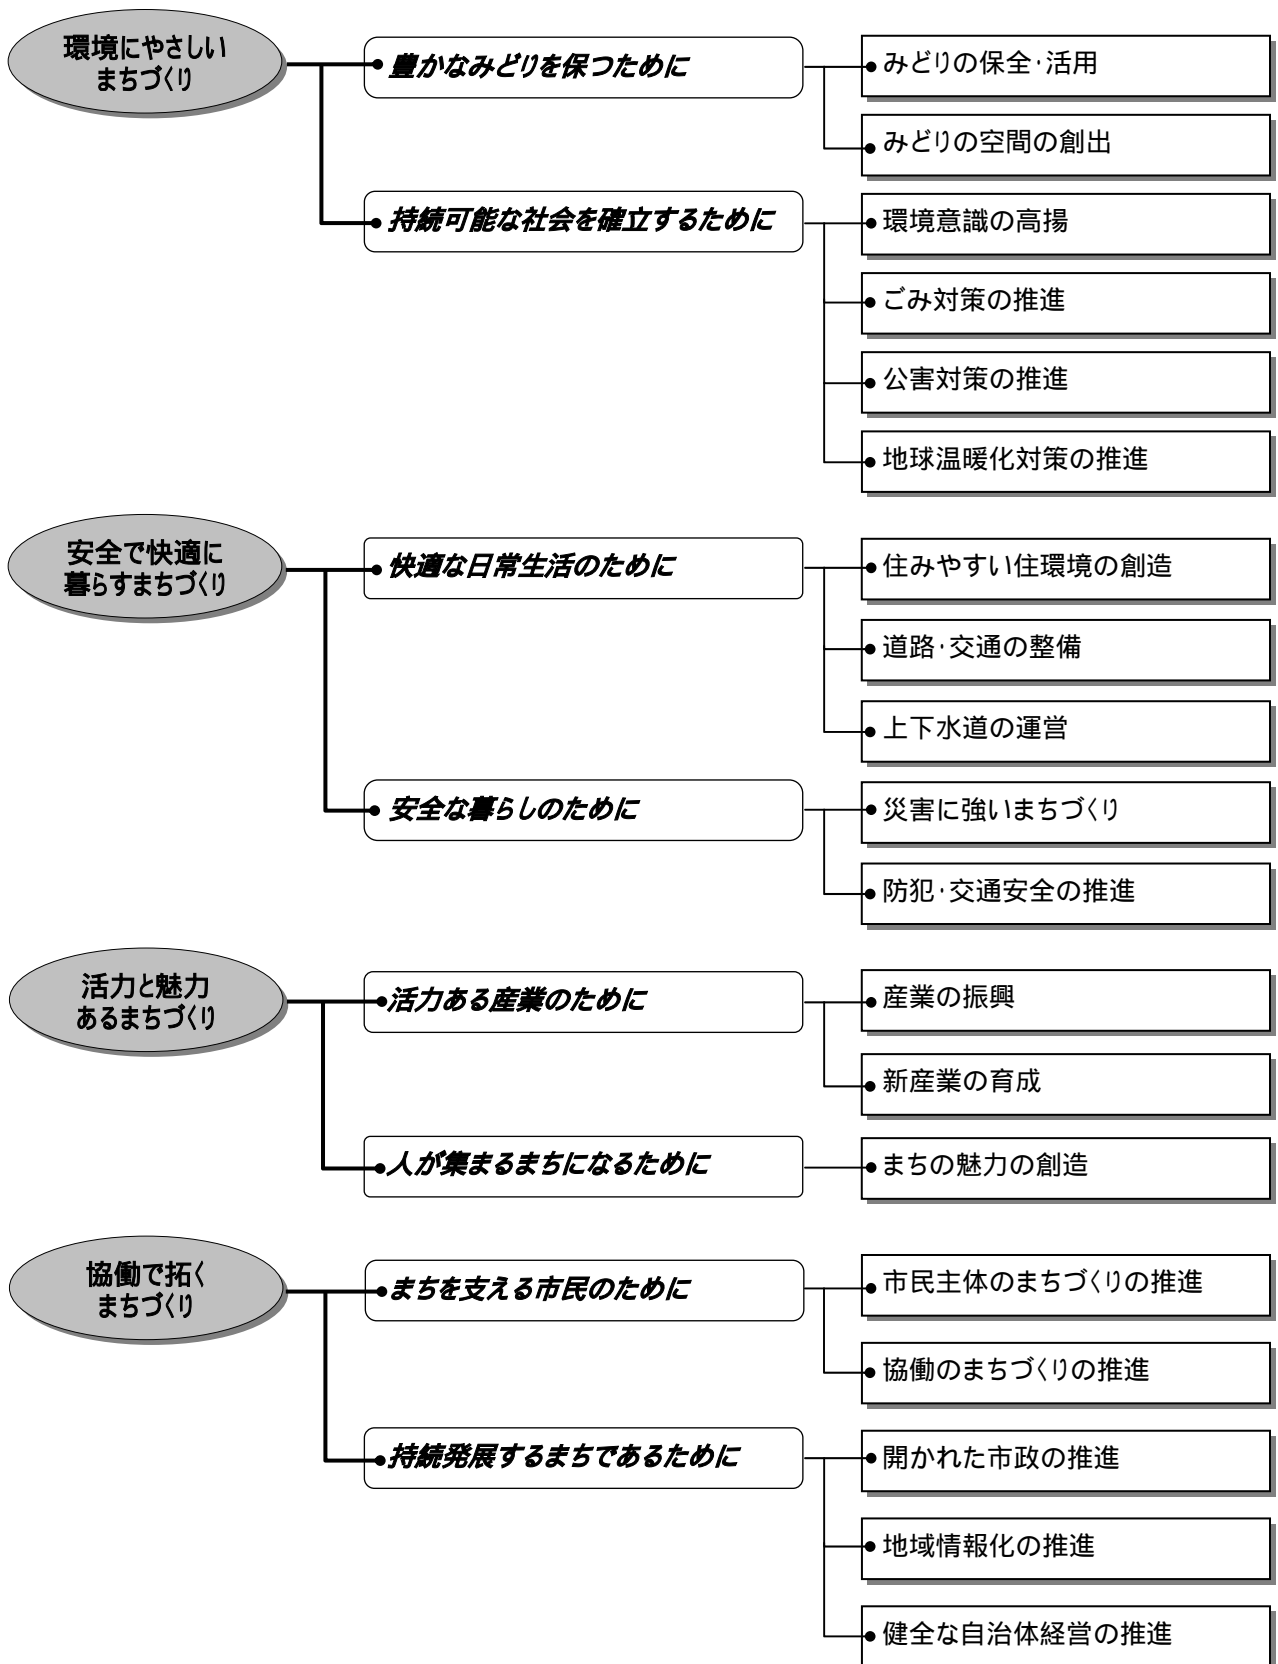 環境にやさしい
まちづくり
豊かなみどりを保つために
みどりの保全・活用
みどりの空間の創出
持続可能な社会を確立するために
環境意識の高揚
ごみ対策の推進
公害対策の推進
地球温暖化対策の推進
安全で快適に
暮らすまちづくり
快適な日常生活のために
住みやすい住環境の創造
道路・交通の整備
上下水道の運営
安全な暮らしのために
災害に強いまちづくり
防犯・交通安全の推進
活力と魅力
あるまちづくり
活力ある産業のために
産業の振興
新産業の育成
人が集まるまちになるために
まちの魅力の創造
協働で拓く
まちづくり
まちを支える市民のために
市民主体のまちづくりの推進
協働のまちづくりの推進
持続発展するまちであるために
開かれた市政の推進
地域情報化の推進
健全な自治体経営の推進